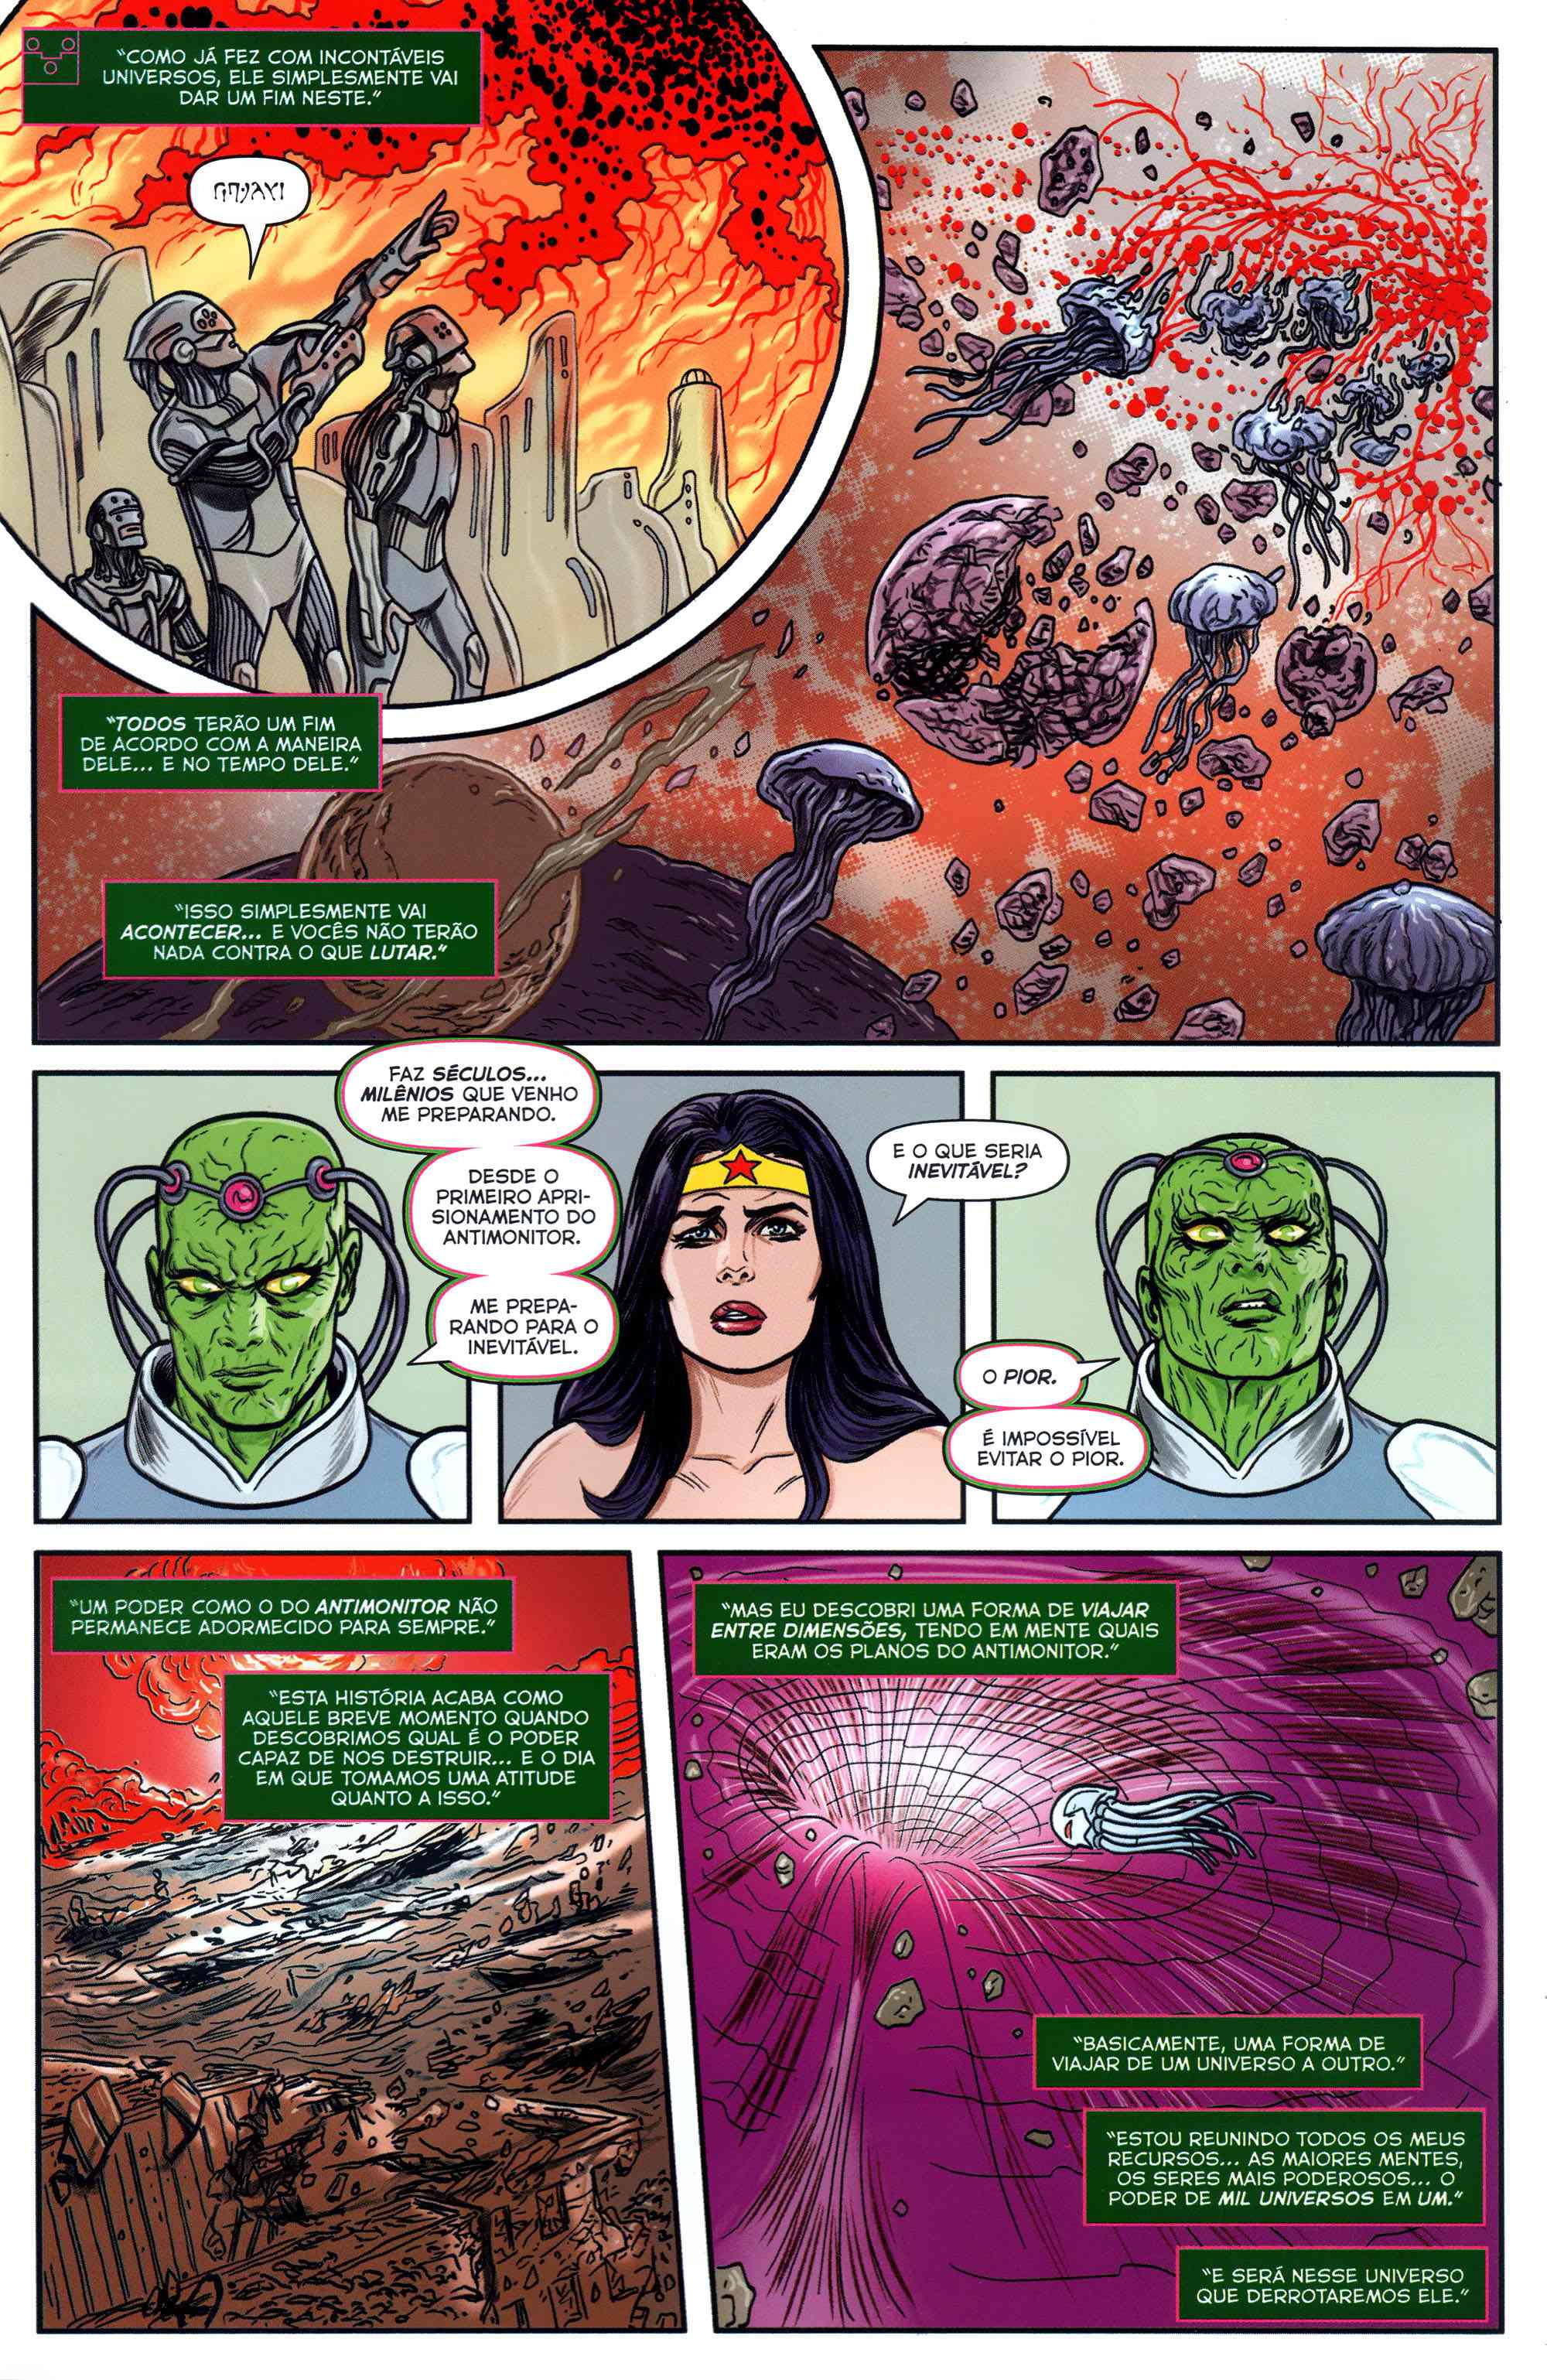 “COMO JÁ FEZ COM INCONTÁVEIS
UNIVERSOS, ELE SIMPLESMENTE VAI
DAR UM FIM NESTE.”
“TODOS TERÃO UM FIM
DE ACORDO COM A MANEIRA
DELE... E NO TEMPO DELE.”
“ISSO SIMPLESMENTE VAI
ACONTECER... E VOCÊS NÃO TERÃO
NADA CONTRA O QUE LUTAR.”
FAZ SÉCULOS...
MILÊNIOS QUE VENHO
ME PREPARANDO.
DESDE O
PRIMEIRO APRI-
SIONAMENTO DO
ANTIMONITOR.
ME PREPA-
RANDO PARA O
INEVITÁVEL.
E O QUE SERIA
INEVITÁVEL?
O PIOR.
É IMPOSSÍVEL
EVITAR O PIOR.
“UM PODER COMO O DO ANTIMONITOR NÃO
PERMANECE ADORMECIDO PARA SEMPRE.”
“ESTA HISTÓRIA ACABA COMO
AQUELE BREVE MOMENTO QUANDO
DESCOBRIMOS QUAL É O PODER
CAPAZ DE NOS DESTRUIR... E O DIA
EM QUE TOMAMOS UMA ATITUDE
QUANTO A ISSO.”
“MAS EU DESCOBRI UMA FORMA DE VIAJAR
ENTRE DIMENSÕES, TENDO EM MENTE QUAIS
ERAM OS PLANOS DO ANTIMONITOR.”
“BASICAMENTE, UMA FORMA DE
VIAJAR DE UM UNIVERSO A OUTRO.”
“ESTOU REUNINDO TODOS OS MEUS
RECURSOS... AS MAIORES MENTES,
OS SERES MAIS PODEROSOS... O
PODER DE MIL UNIVERSOS EM UM.”
“E SERÁ NESSE UNIVERSO
QUE DERROTAREMOS ELE.”